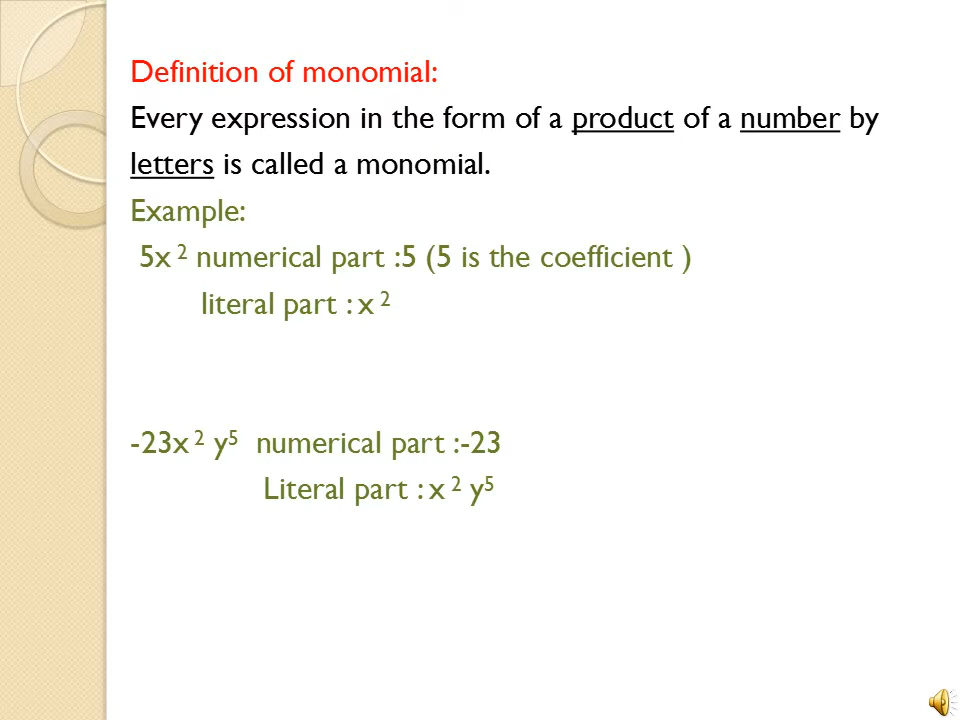 Definition of monomial:
Every expression in the form of a product of a number by
letters is called a monomial.
Example:
5x ² numerical part :5 (5 is the coefficient )
literal part : x ²
-23x ² y⁵ numerical part :-23
Literal part : x ² y⁵